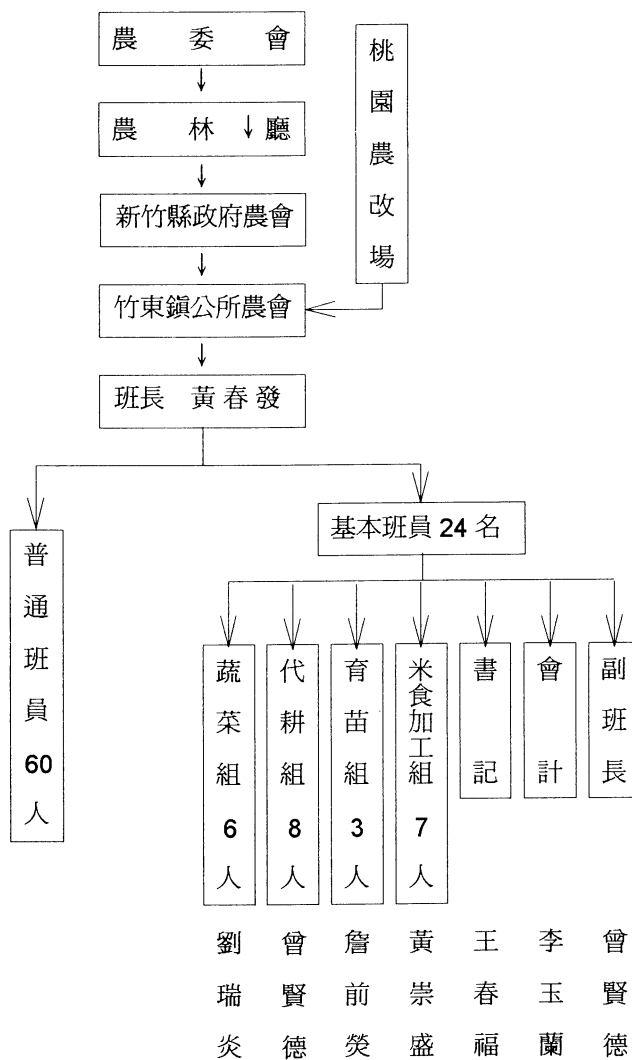 農委會
桃園農改場
農林廳
新竹縣政府農會
竹東鎮公所農會
班長 黃春發
基本班員 24 名
普通班員 60 人
蔬菜組 6 人
代耕組 8 人
育苗組 3 人
米食加工組 7 人
書記
會計
副班長
劉瑞炎
曾賢德
詹前熒
黃崇盛
王春福
李玉蘭
曾賢德